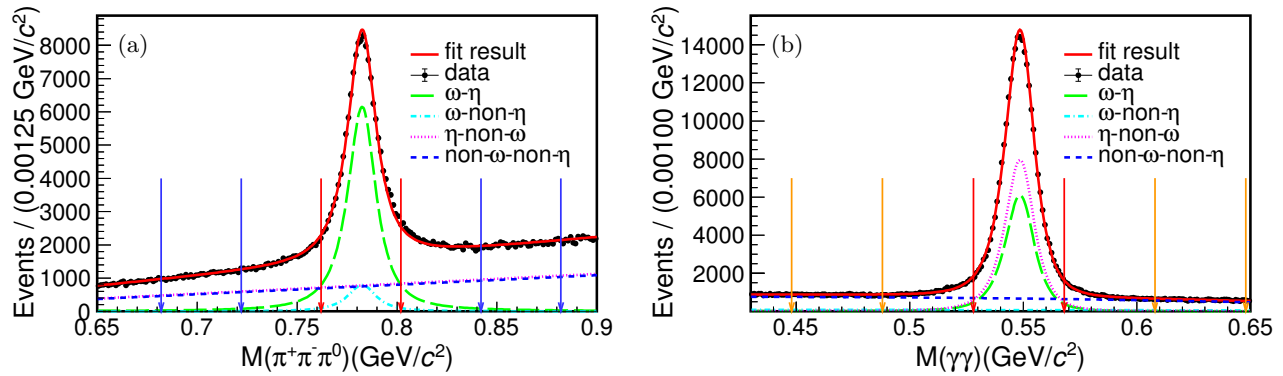 Events / (0.00125 GeV/c²)
8000
7000
6000
5000
4000
3000
2000
1000
0
(a)
fit result
data
ω-η
ω-non-η
η-non-ω
non-ω-non-η
0.65
0.7
0.75
0.8
0.85
0.9
M(π⁺π⁻π⁰)(GeV/c²)
Events / (0.00100 GeV/c²)
14000
12000
10000
8000
6000
4000
2000
(b)
fit result
data
ω-η
ω-non-η
η-non-ω
non-ω-non-η
0.45
0.5
0.55
0.6
0.65
M(γγ)(GeV/c²)